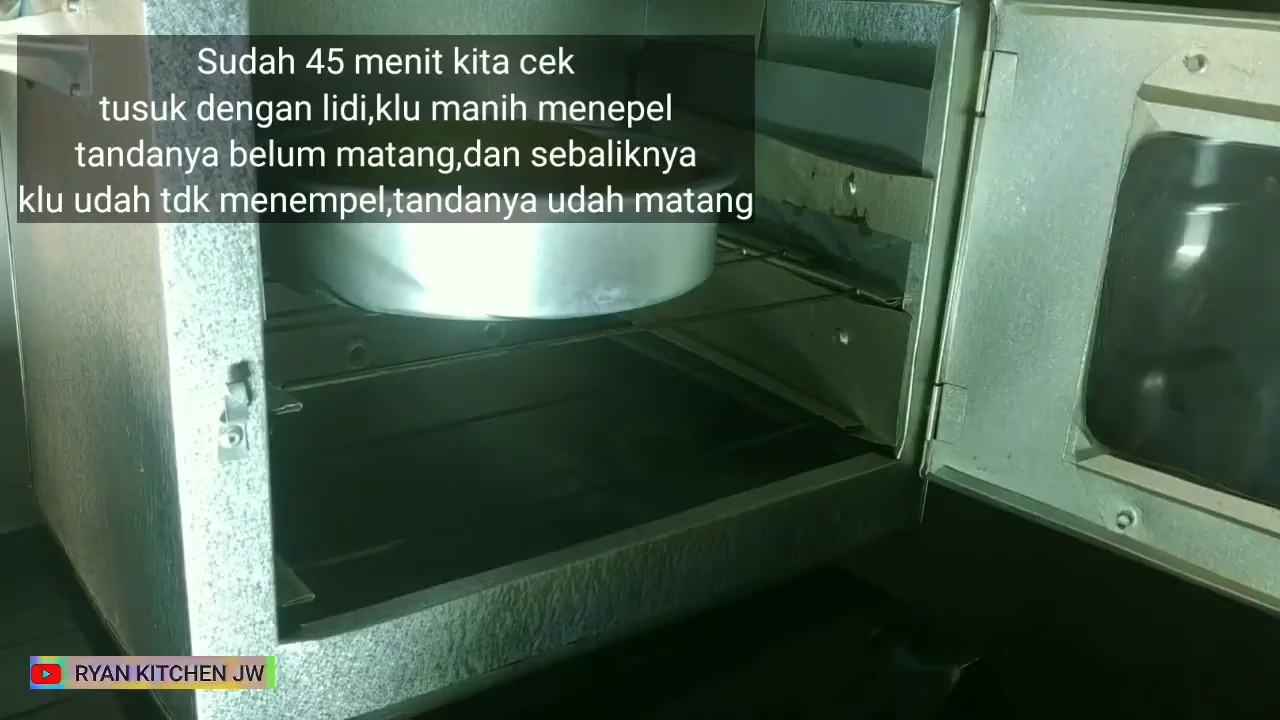 Sudah 45 menit kita cek
tusuk dengan lidi,klu manih menepel
tandanya belum matang,dan sebaliknya
klu udah tdk menempel,tandanya udah matang
RYAN KITCHEN JW